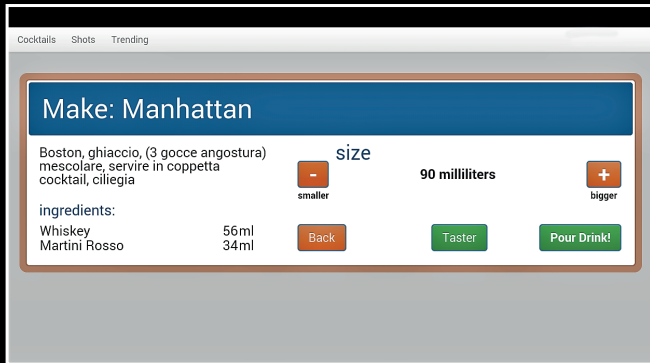 Cocktails Shots Trending
Make: Manhattan
Boston, ghiaccio, (3 gocce angostura)
mescolare, servire in coppetta
cocktail, ciliegia
size
-
90 milliliters
+
smaller
bigger
ingredients:
Whiskey 56ml
Martini Rosso 34ml
Back
Taster
Pour Drink!